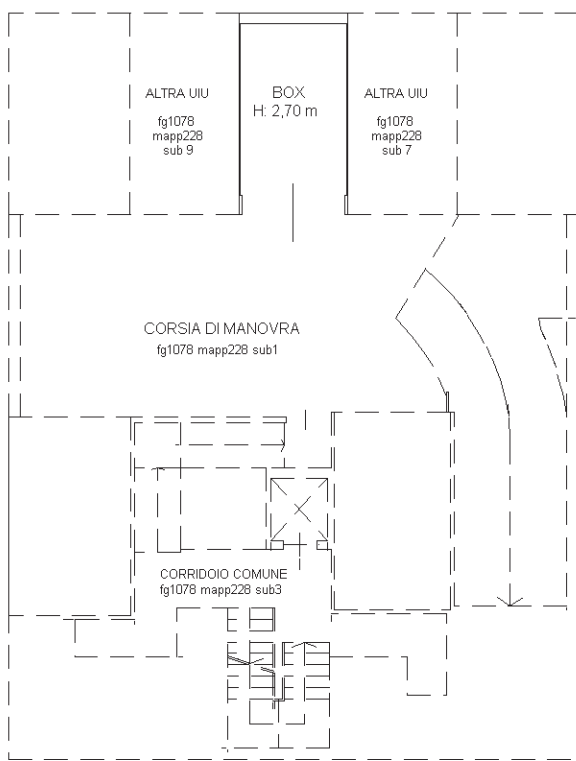 ALTRA UIU
fg1078
mapp228
sub 9
BOX
H: 2,70 m
ALTRA UIU
fg1078
mapp228
sub 7
CORSIA DI MANOVRA
fg1078 mapp228 sub1
CORRIDOIO COMUNE
fg1078 mapp228 sub3